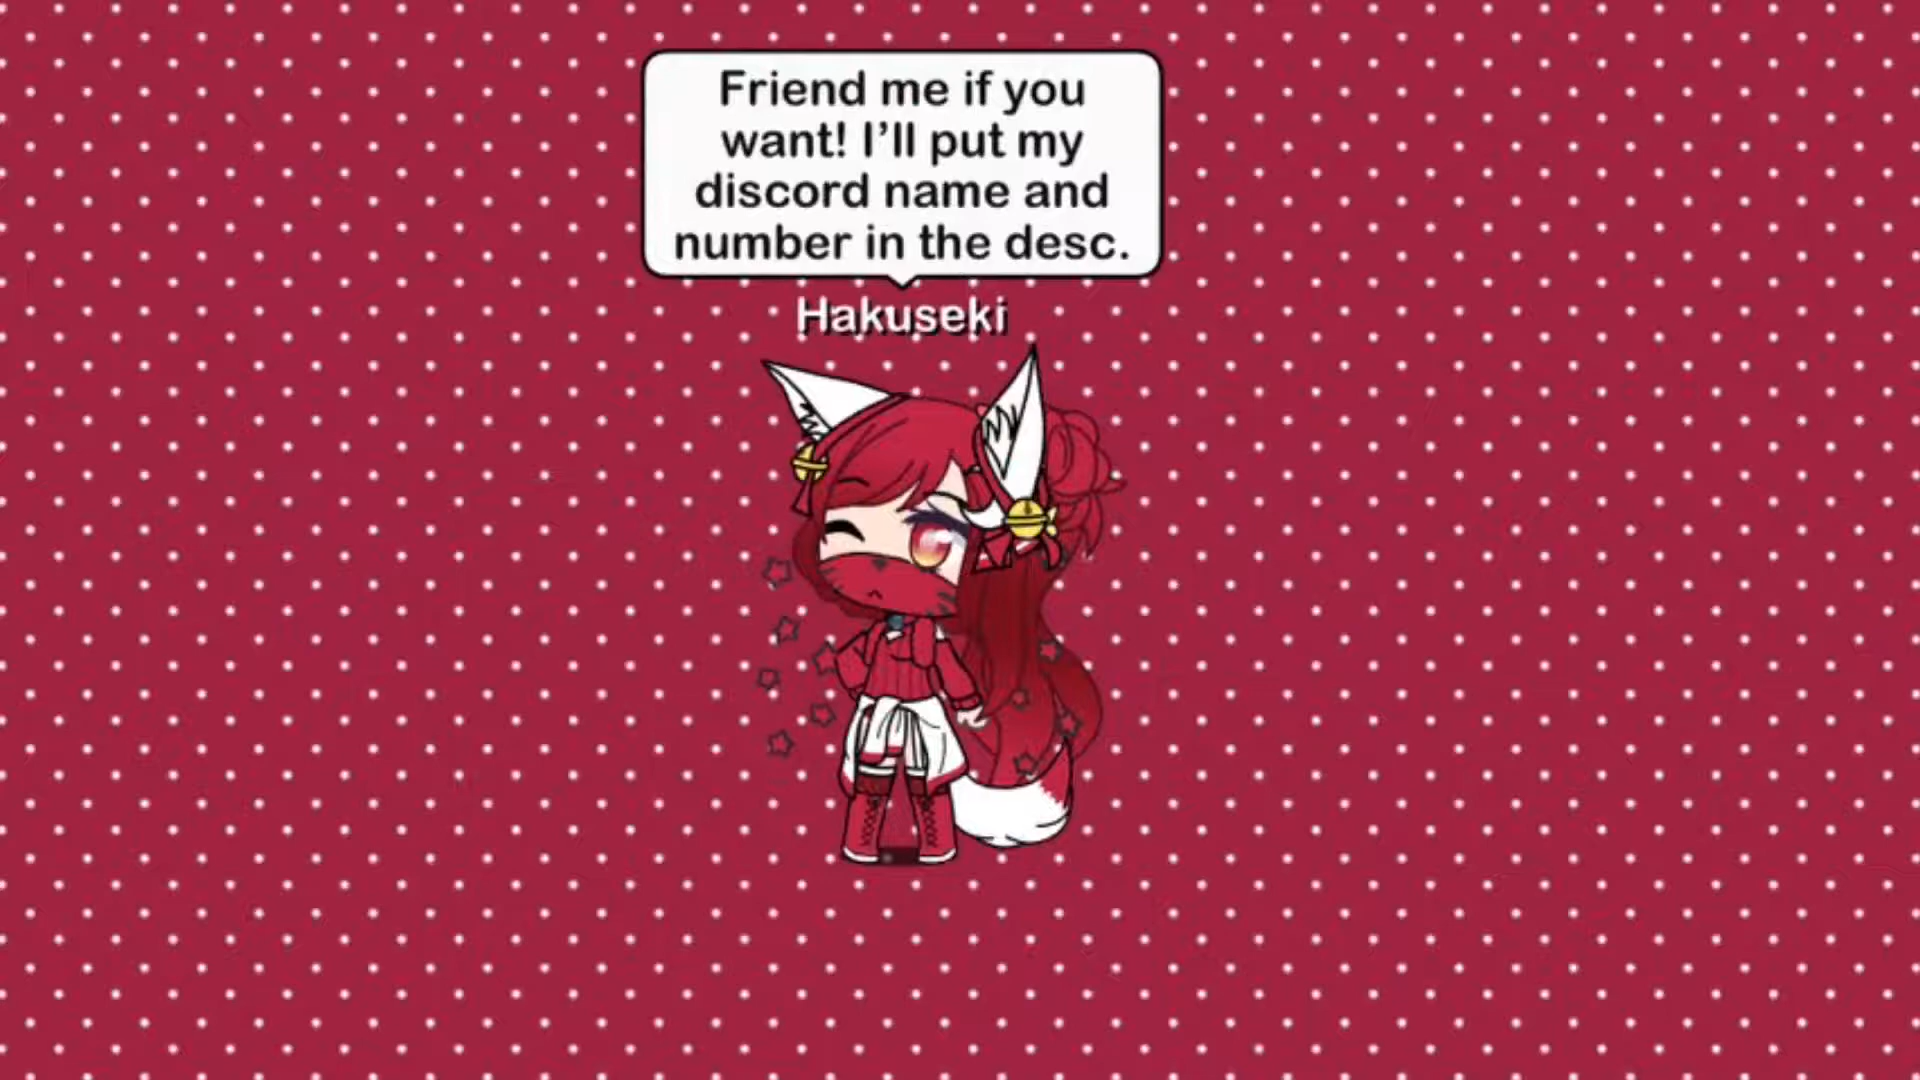 Friend me if you
want! I'll put my
discord name and
number in the desc.
Hakuseki